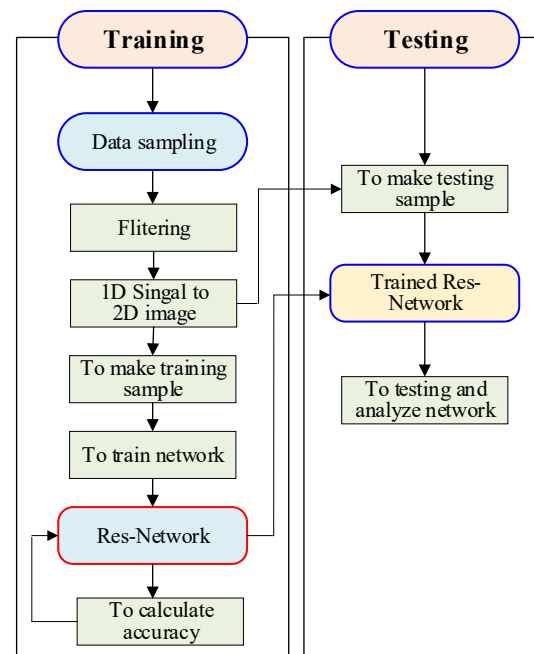 Training
Data sampling
Flitering
1D Singal to
2D image
To make training
sample
To train network
Res-Network
To calculate
accuracy
Testing
To make testing
sample
Trained Res-
Network
To testing and
analyze network